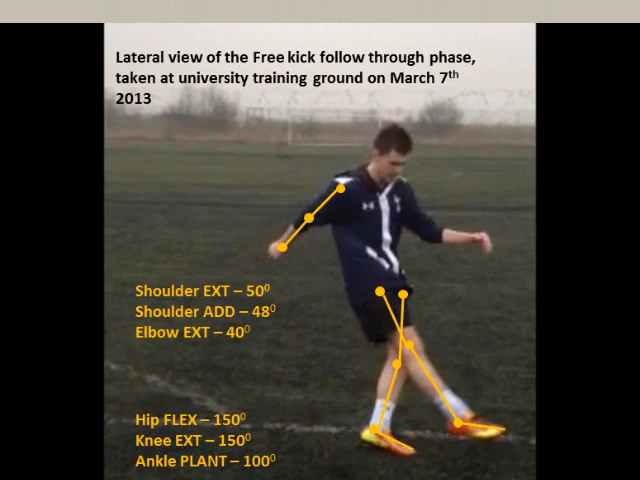 Lateral view of the Free kick follow through phase,
taken at university training ground on March 7th
2013
Shoulder EXT – 50⁰
Shoulder ADD – 48⁰
Elbow EXT – 40⁰
Hip FLEX – 150⁰
Knee EXT – 150⁰
Ankle PLANT – 100⁰